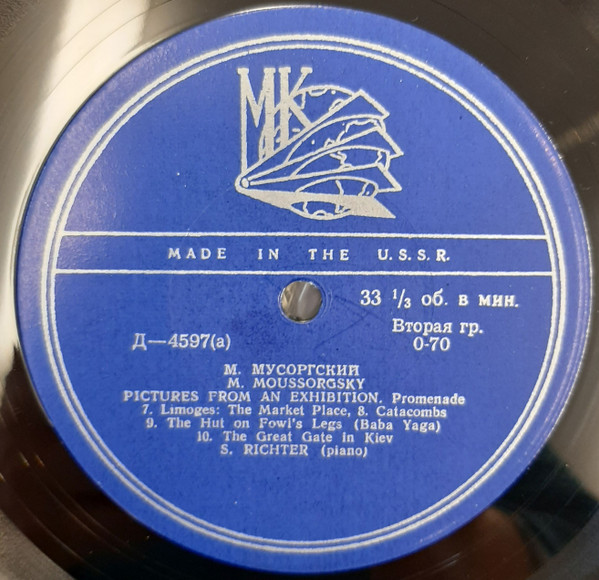 МК
MADE IN THE U.S.S.R.
33 ⅓ об. в мин.
Вторая гр.
Д—4597(а)
0-70
М. МУСОРГСКИЙ
M. MOUSSORGSKY
PICTURES FROM AN EXHIBITION. Promenade
7. Limoges: The Market Place, 8. Catacombs
9. The Hut on Fowl's Legs (Baba Yaga)
10. The Great Gate in Kiev
S. RICHTER (piano)